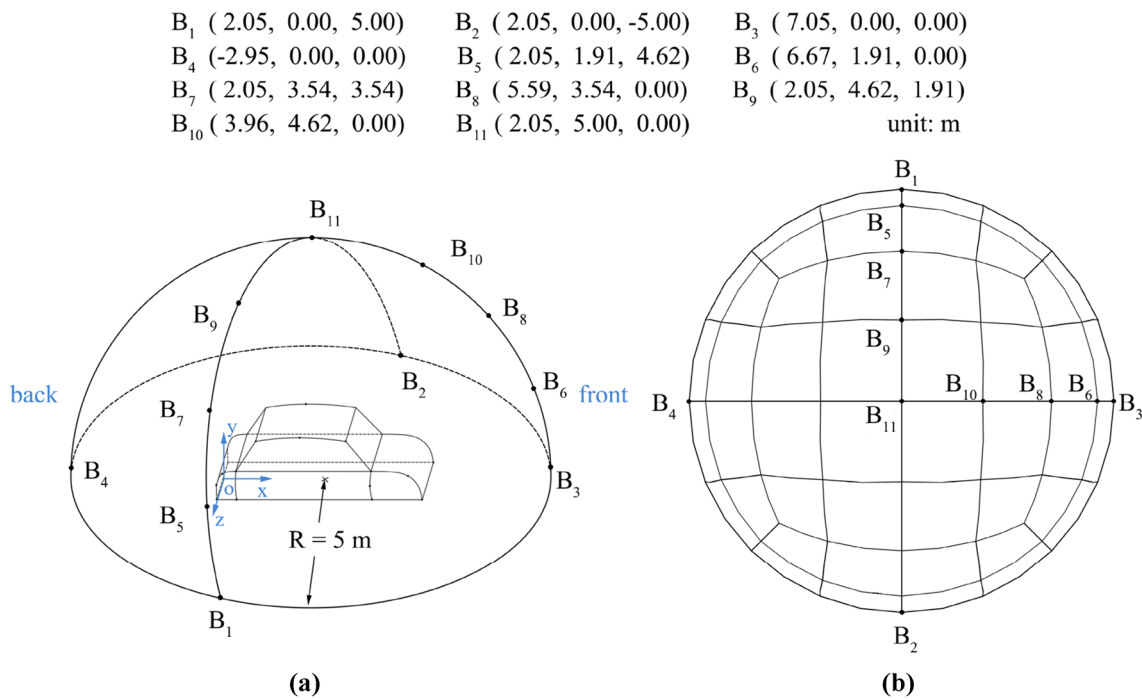 B₁ ( 2.05, 0.00, 5.00) B₂ ( 2.05, 0.00, -5.00) B₃ ( 7.05, 0.00, 0.00)
B₄ (-2.95, 0.00, 0.00) B₅ ( 2.05, 1.91, 4.62) B₆ ( 6.67, 1.91, 0.00)
B₇ ( 2.05, 3.54, 3.54) B₈ ( 5.59, 3.54, 0.00) B₉ ( 2.05, 4.62, 1.91)
B₁₀ ( 3.96, 4.62, 0.00) B₁₁ ( 2.05, 5.00, 0.00) unit: m
B₁₁
B₁₀
B₉
B₈
back
B₂
B₆
front
B₇
y
B₄
o
x
B₃
B₅
z
R = 5 m
B₁
(a)
B₁
B₅
B₇
B₉
B₄
B₁₁
B₁₀
B₈
B₆
B₃
B₂
(b)